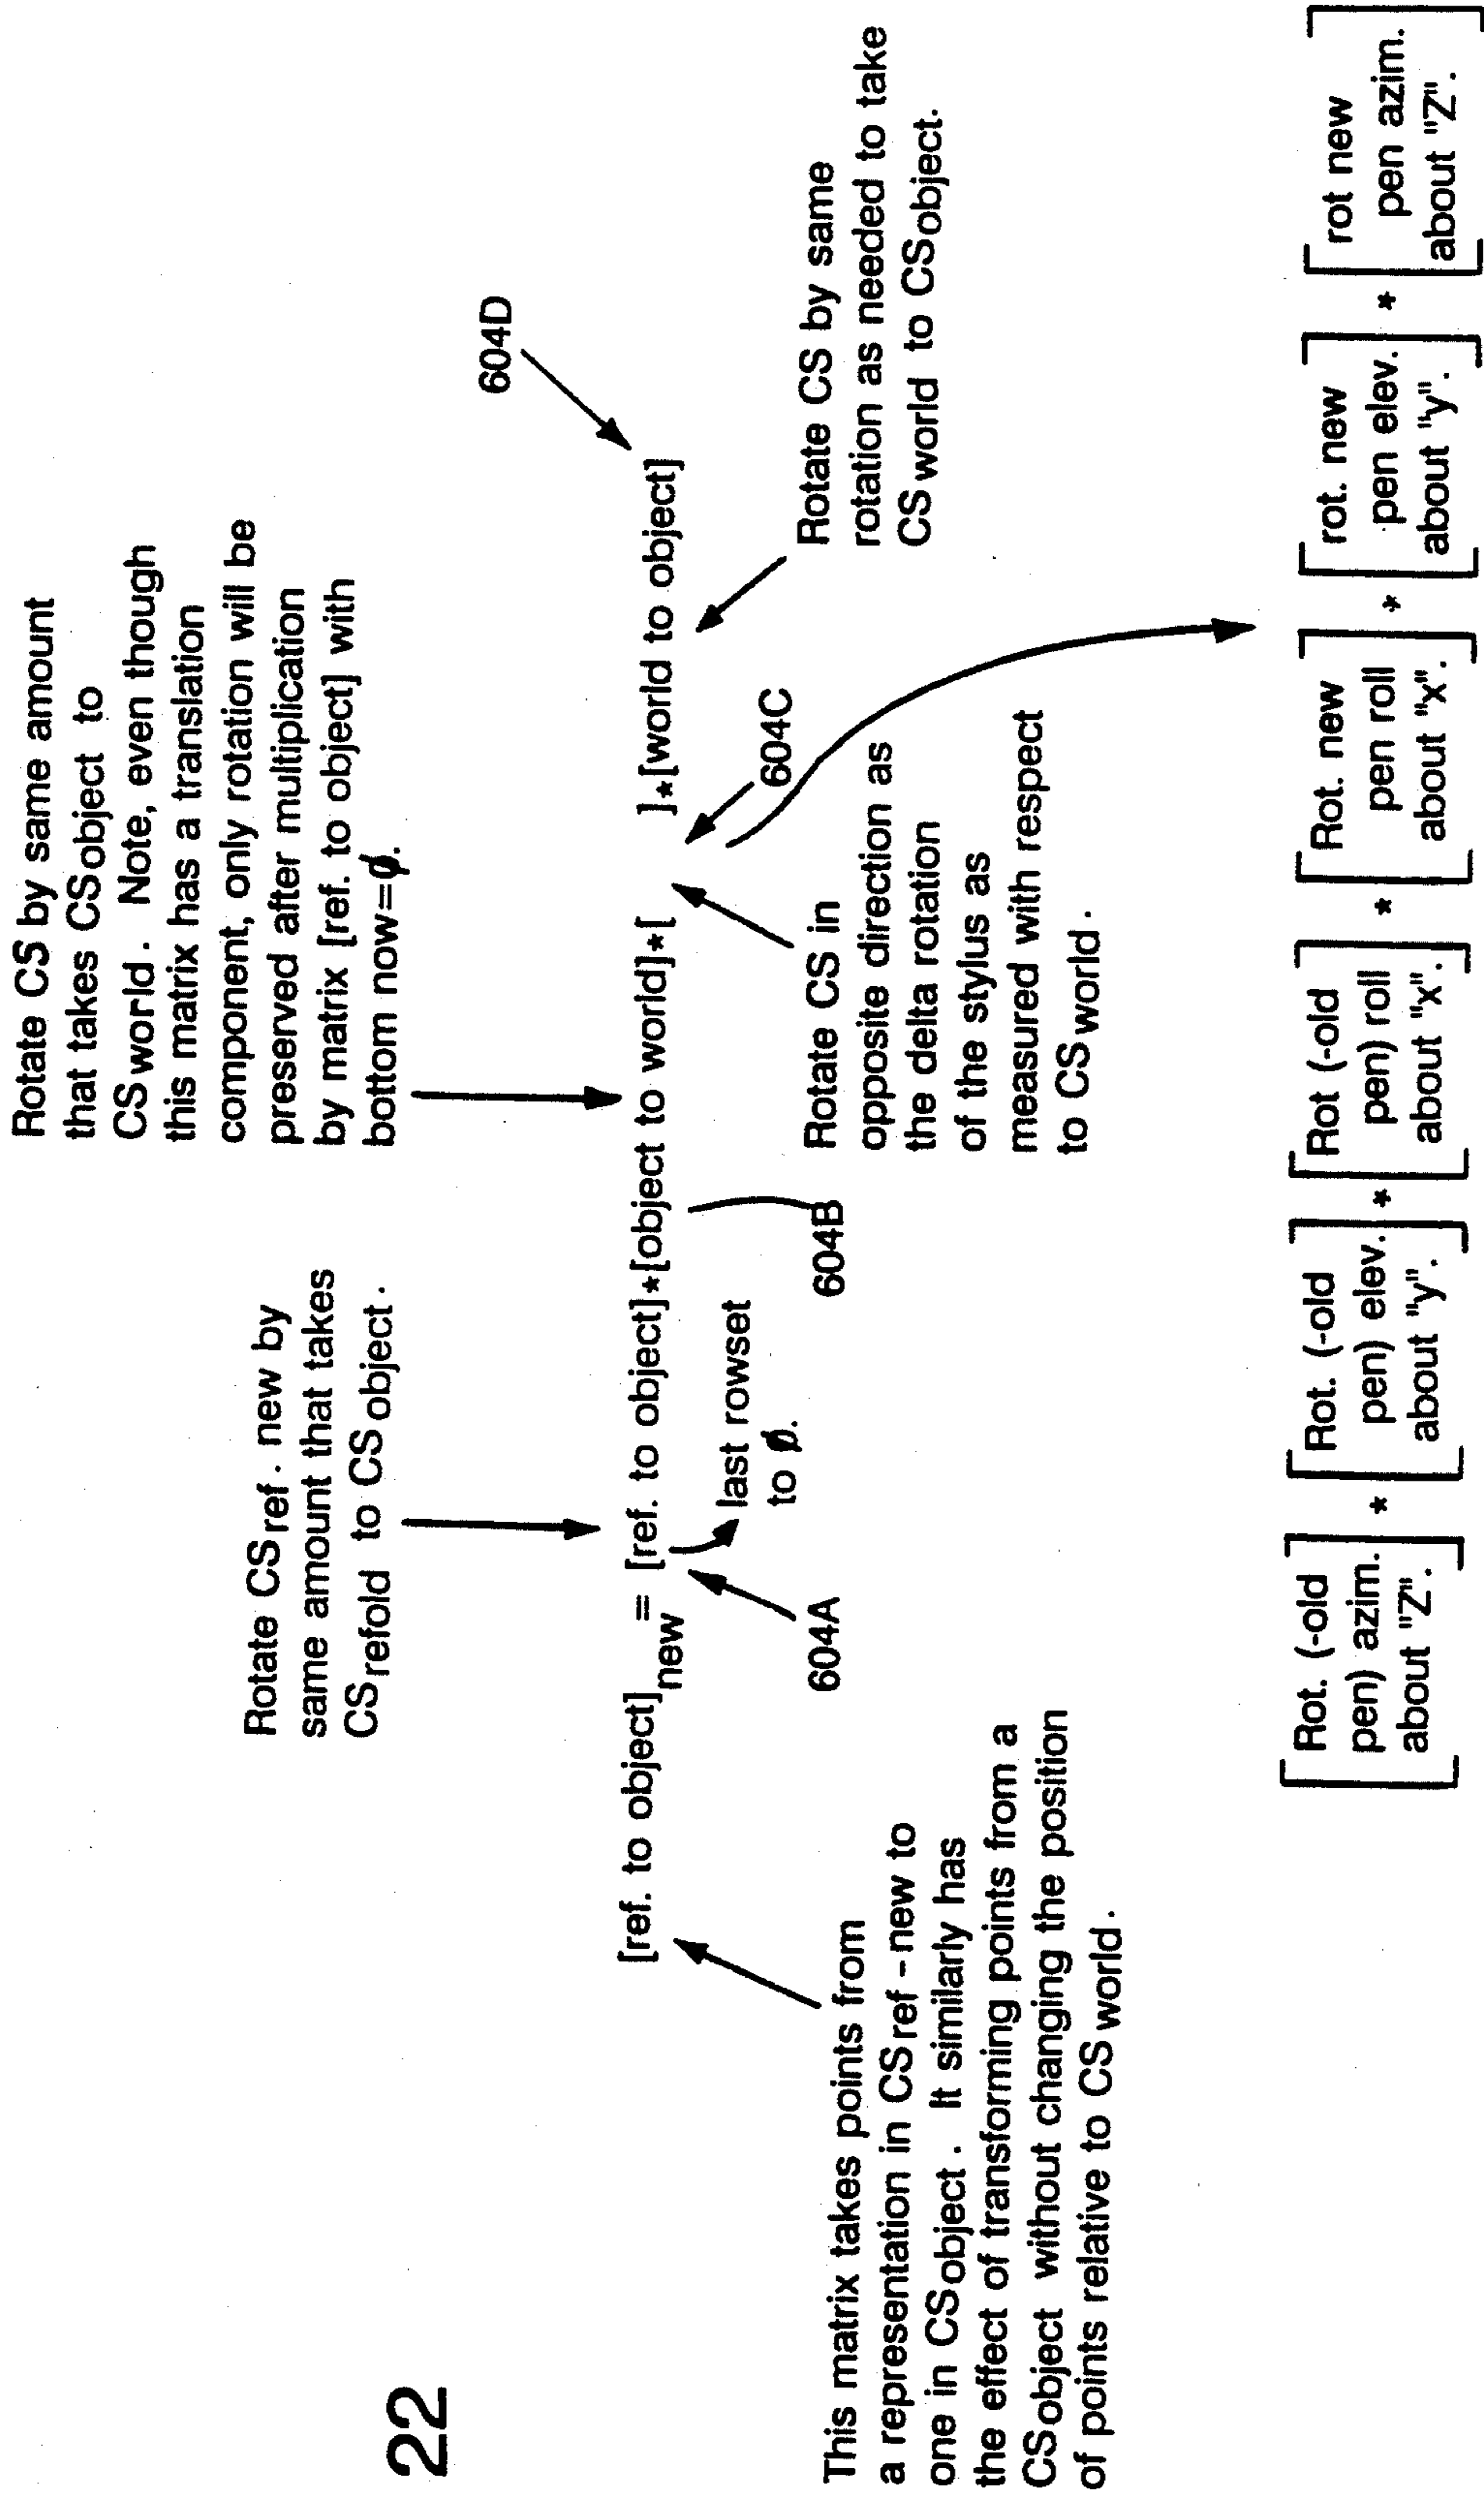 22
Rotate CS by same amount
that takes CSobject to
CSworld. Note, even though
this matrix has a translation
component, only rotation will be
preserved after multiplication
by matrix [ref. to object] with
bottom now=ø.
Rotate CSref. new by
same amount that takes
CSrefold to CSobject.
604D
[ref. to object]new = [ref. to object]*[object to world]*[ ]*[world to object]
last rowset
to ø.
604A
604B
604C
This matrix takes points from
a representation in CSref-new to
one in CSobject. It similarly has
the effect of transforming points from a
CSobject without changing the position
of points relative to CSworld.
Rotate CS in
opposite direction as
the delta rotation
of the stylus as
measured with respect
to CSworld.
Rotate CS by same
rotation as needed to take
CSworld to CSobject.
[Rot. (-old
pen) azim.
about "Z".]
*
[Rot. (-old
pen) elev.
about "y".]
*
[Rot (-old
pen) roll
about "x".]
*
[Rot. new
pen roll
about "x".]
*
[rot. new
pen elev.
about "y".]
*
[rot new
pen azim.
about "Z".]